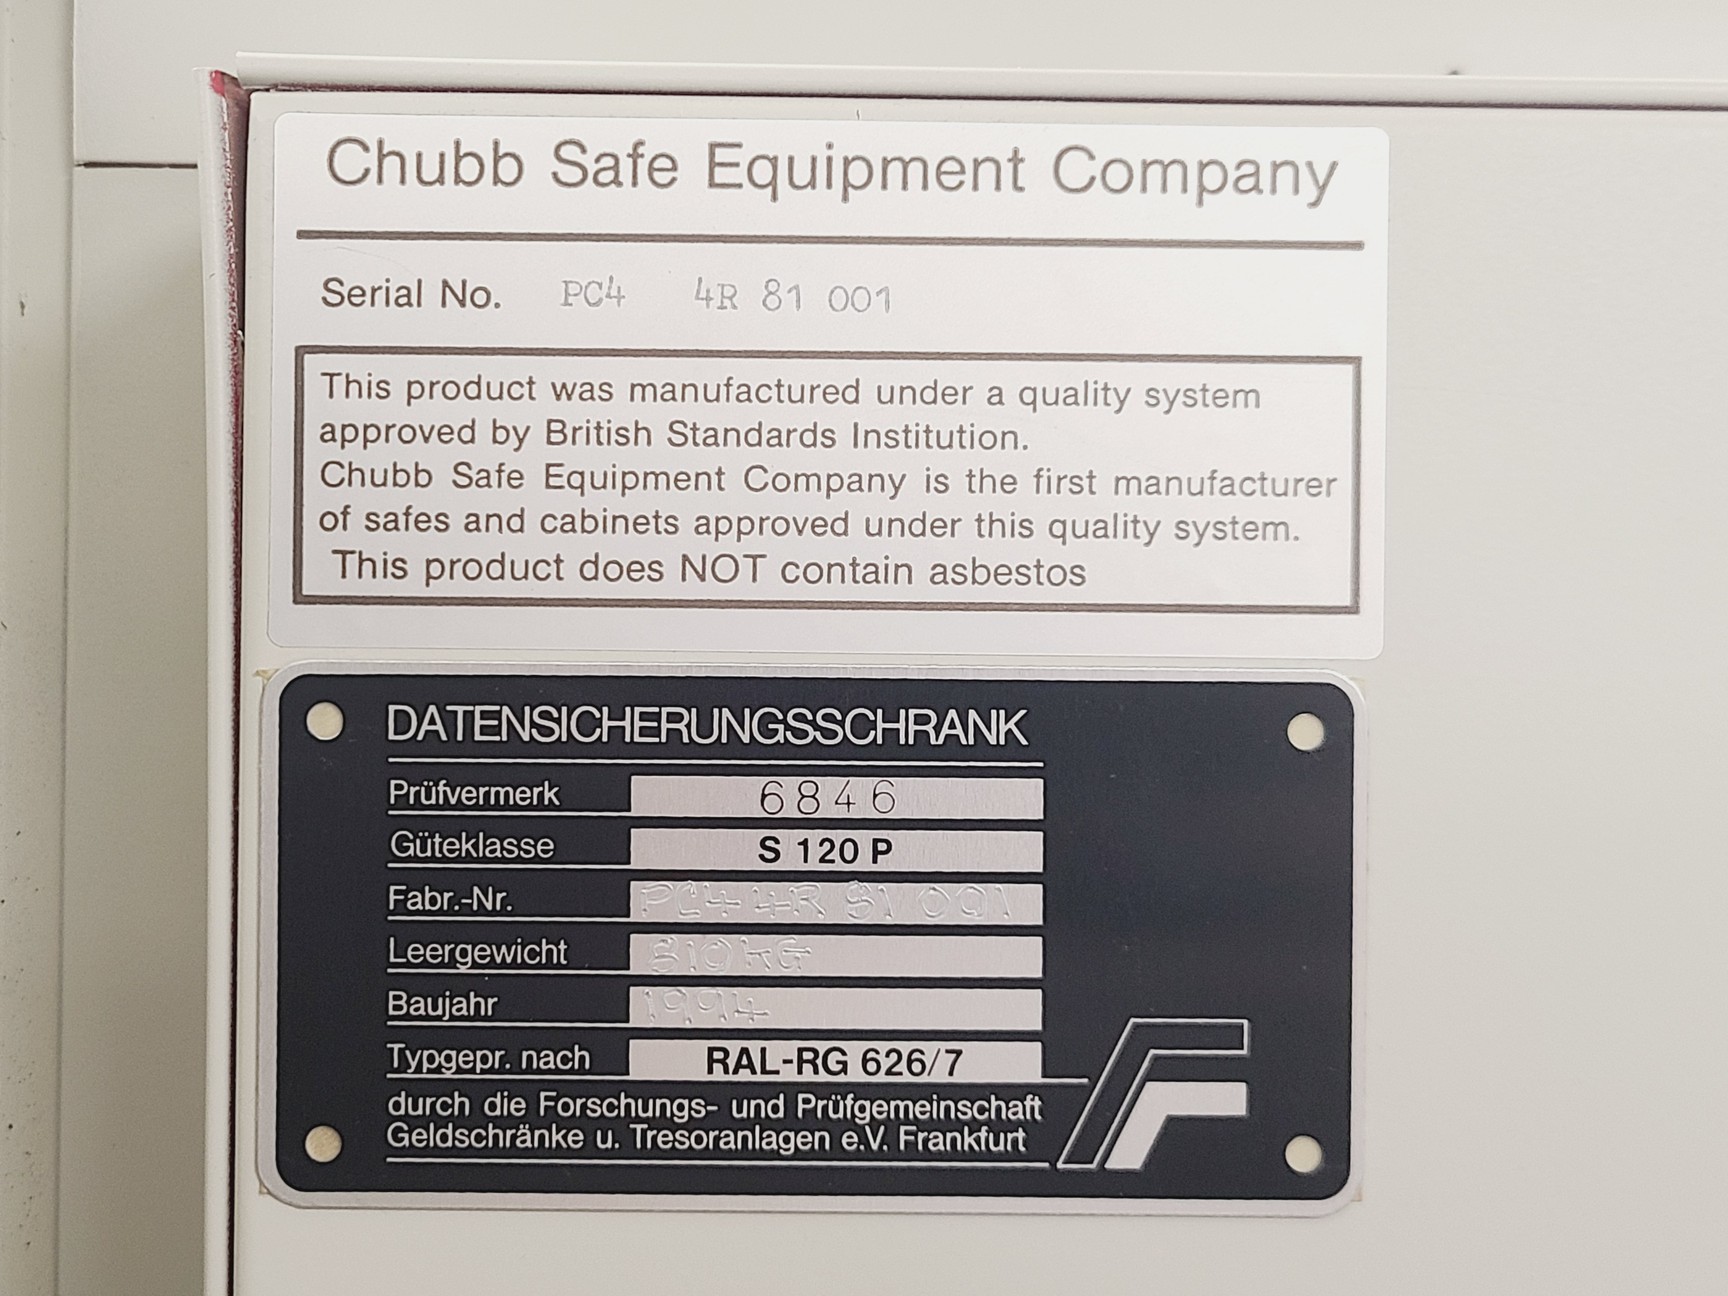 Chubb Safe Equipment Company
Serial No. PC4 4R 81 001
This product was manufactured under a quality system
approved by British Standards Institution.
Chubb Safe Equipment Company is the first manufacturer
of safes and cabinets approved under this quality system.
This product does NOT contain asbestos
DATENSICHERUNGSSCHRANK
Prüfvermerk 6846
Güteklasse S 120 P
Fabr.-Nr. PC4 4R 81 001
Leergewicht
Baujahr 1994
Typgepr. nach RAL-RG 626/7
durch die Forschungs- und Prüfgemeinschaft
Geldschränke u. Tresoranlagen e.V. Frankfurt